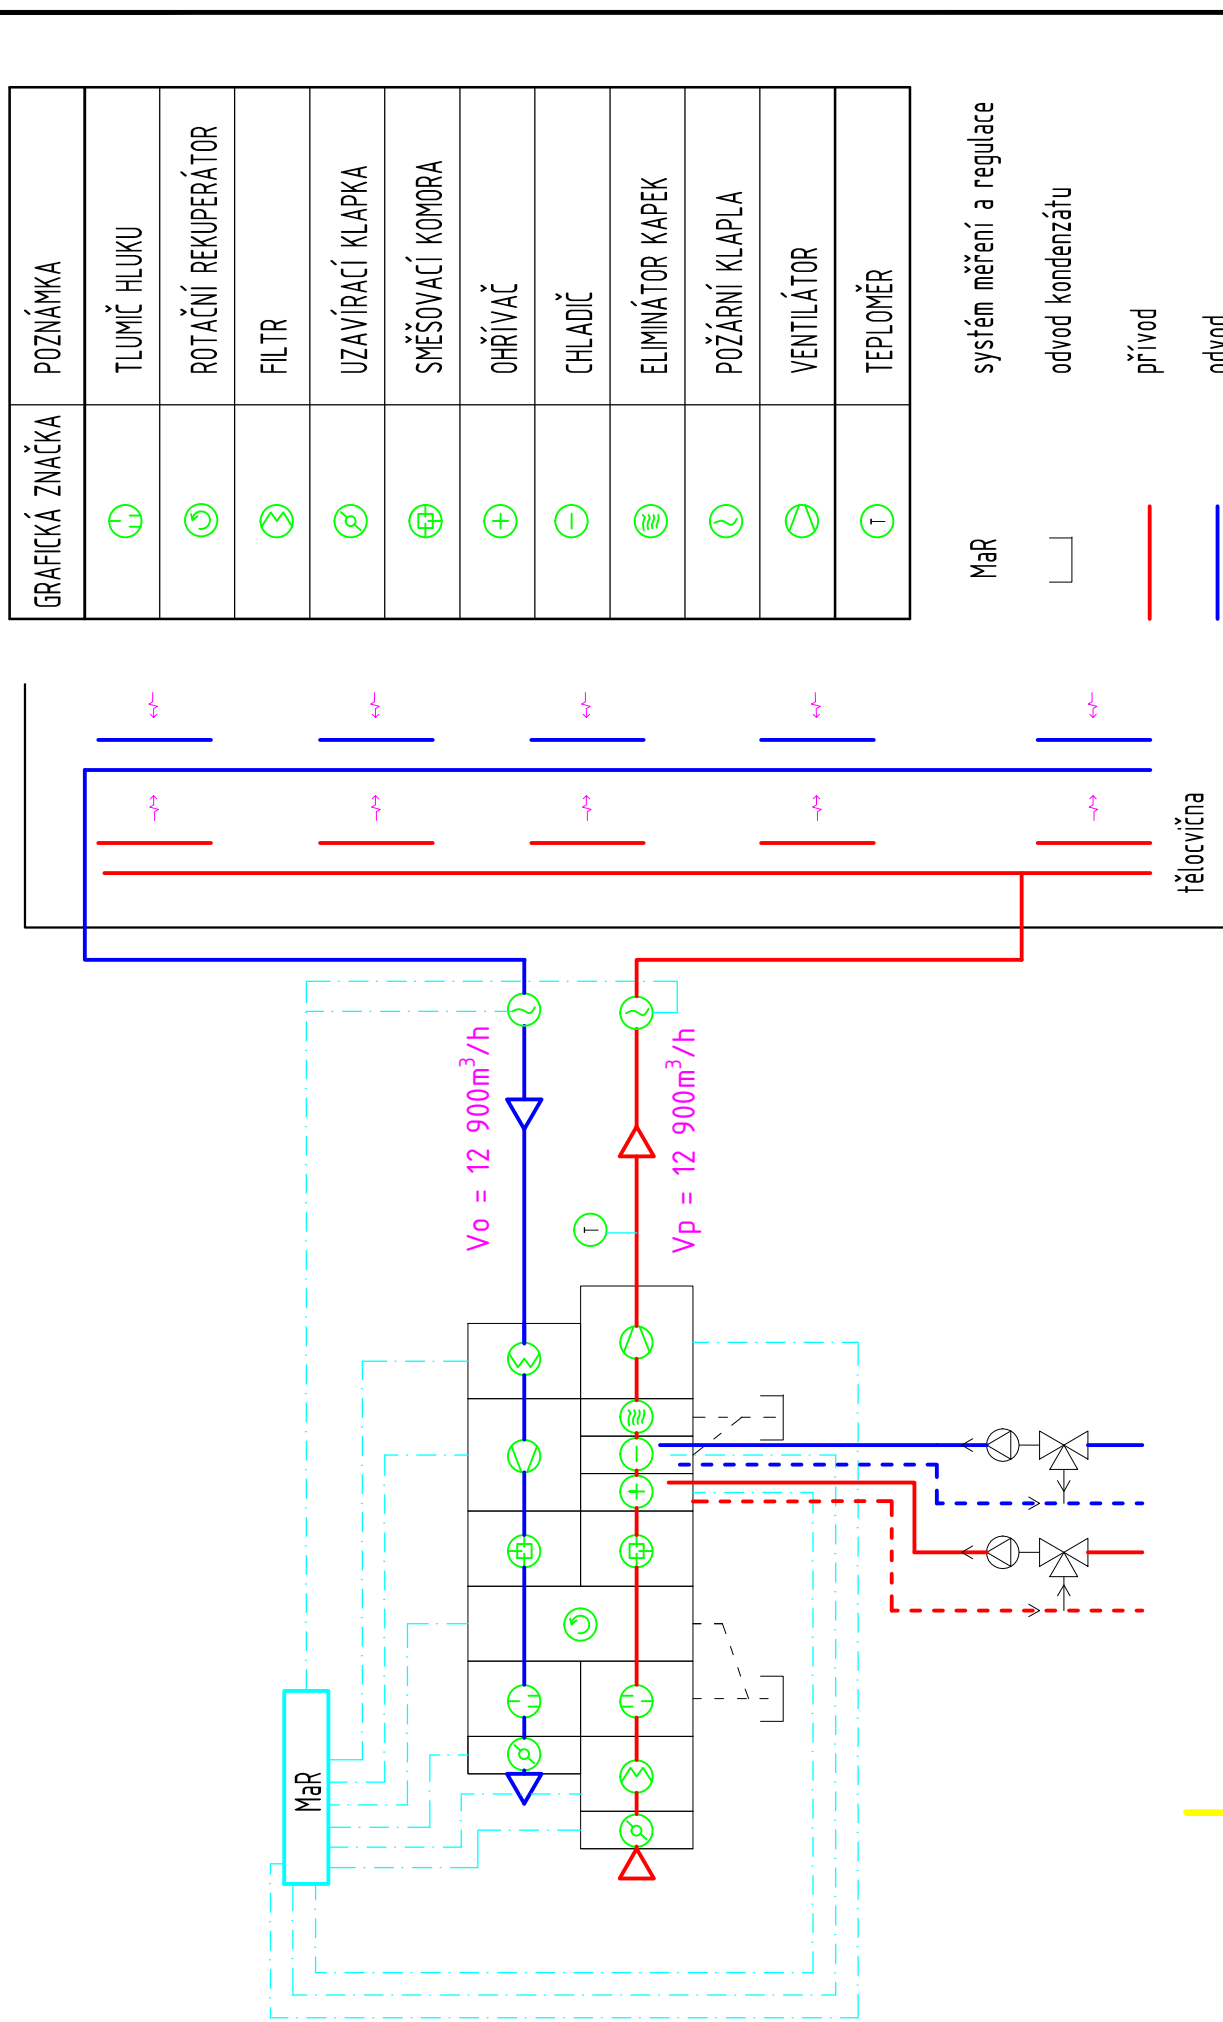 GRAFICKÁ ZNAČKA POZNÁMKA
TLUMIČ HLUKU
ROTAČNÍ REKUPERÁTOR
FILTR
UZAVÍRACÍ KLAPKA
SMĚŠOVACÍ KOMORA
OHŘÍVAČ
CHLADIČ
ELIMINÁTOR KAPEK
POŽÁRNÍ KLAPLA
VENTILÁTOR
T TEPLOMĚR
MaR systém měření a regulace
odvod kondenzátu
přívod
odvod
tělocvična
Vo = 12 900m³/h
Vp = 12 900m³/h
T
MaR